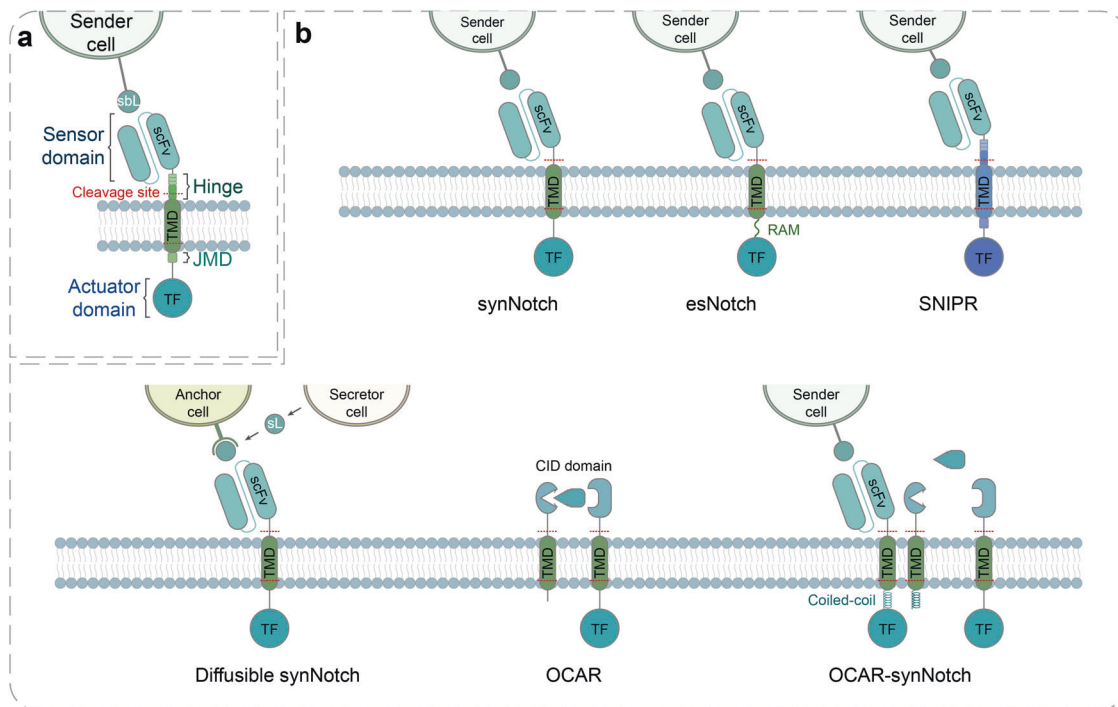 a
Sender
cell
sbL
scFv
Sensor
domain
Cleavage site
Hinge
TMD
JMD
Actuator
domain
TF
b
Sender
cell
scFv
TMD
TF
synNotch
Sender
cell
scFv
TMD
RAM
TF
esNotch
Sender
cell
scFv
TMD
TF
SNIPR
Anchor
cell
Secretor
cell
sL
scFv
TMD
TF
Diffusible synNotch
CID domain
TMD
TMD
TF
OCAR
Sender
cell
scFv
TMD
TMD
TMD
Coiled-coil
TF
TF
OCAR-synNotch